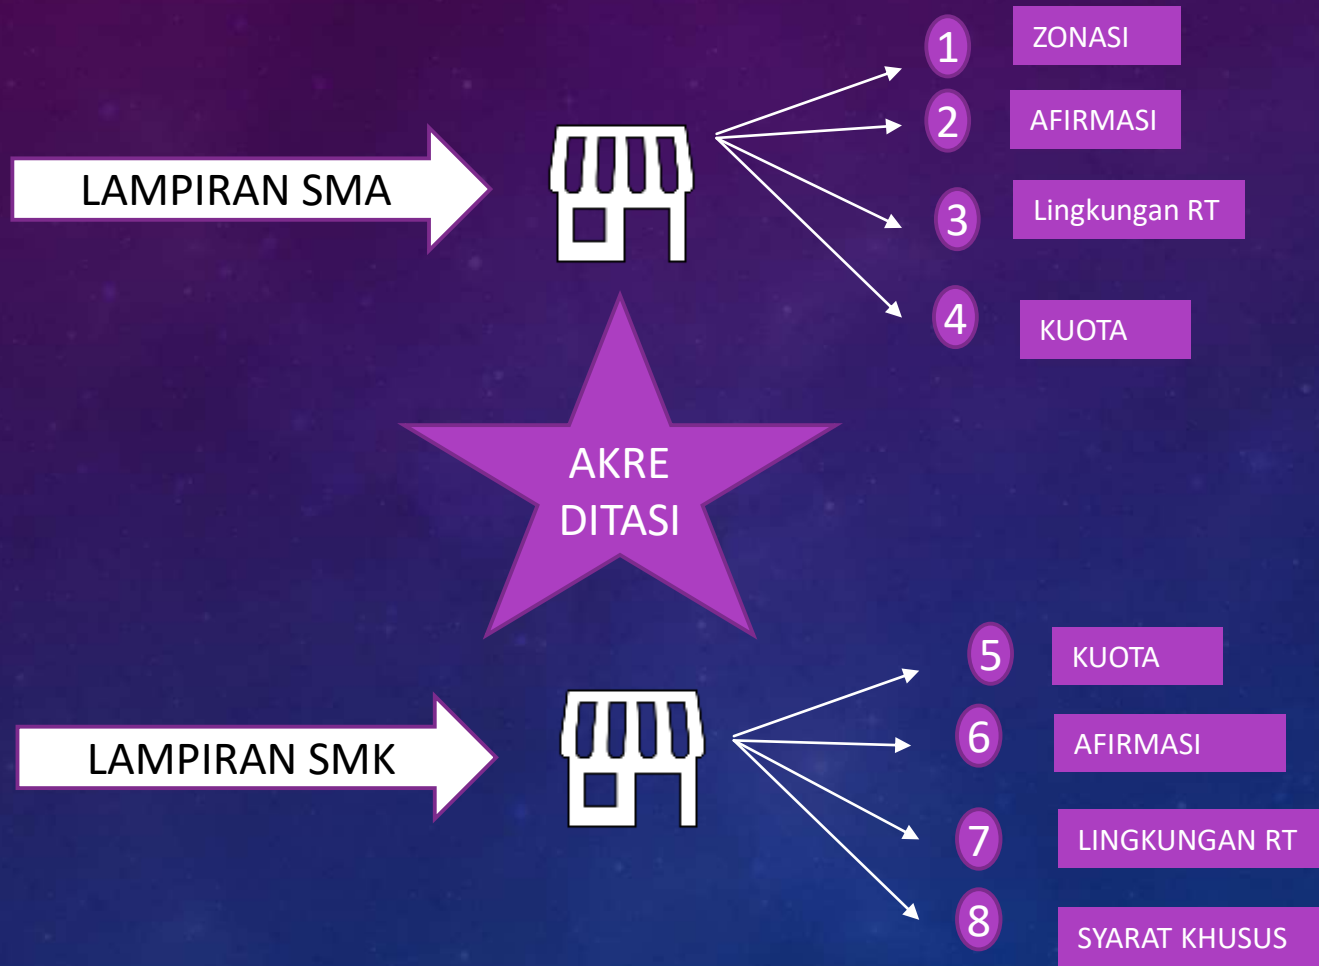 LAMPIRAN SMA
1
ZONASI
2
AFIRMASI
3
Lingkungan RT
4
KUOTA
AKRE
DITASI
LAMPIRAN SMK
5
KUOTA
6
AFIRMASI
7
LINGKUNGAN RT
8
SYARAT KHUSUS